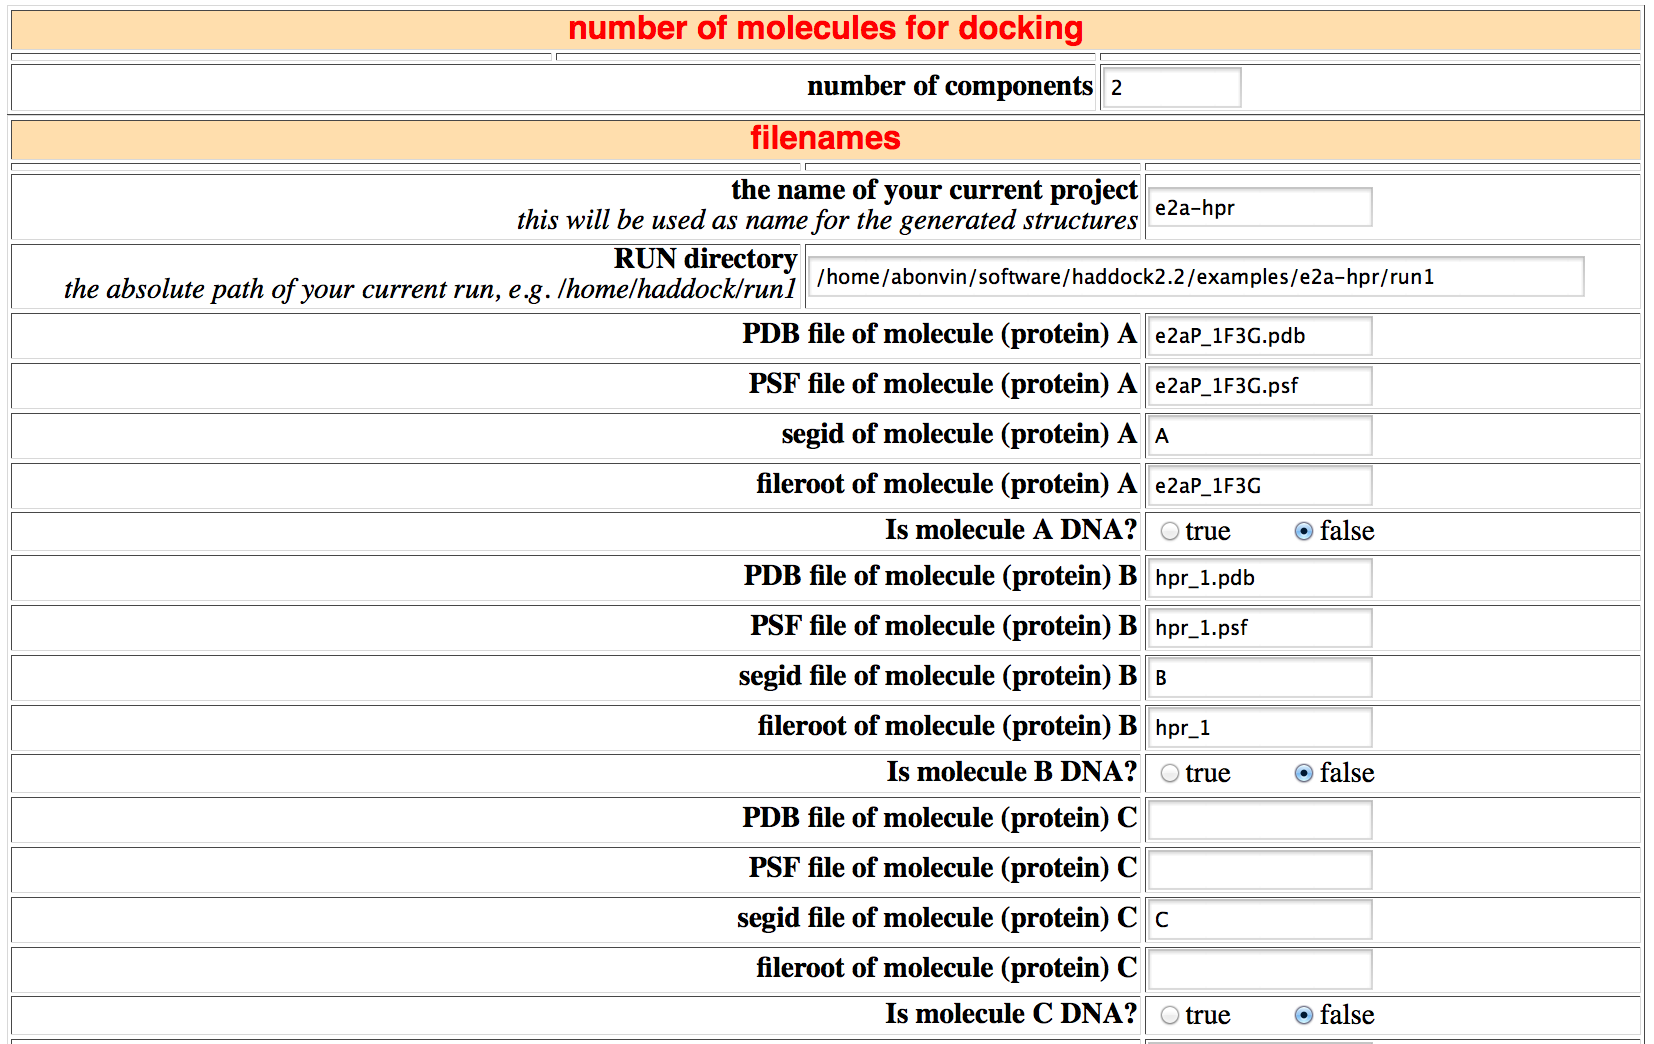 number of molecules for docking
number of components 2
filenames
the name of your current project
this will be used as name for the generated structures
e2a-hpr
RUN directory
the absolute path of your current run, e.g. /home/haddock/run1
/home/abonvin/software/haddock2.2/examples/e2a-hpr/run1
PDB file of molecule (protein) A e2aP_1F3G.pdb
PSF file of molecule (protein) A e2aP_1F3G.psf
segid of molecule (protein) A A
fileroot of molecule (protein) A e2aP_1F3G
Is molecule A DNA? true false
PDB file of molecule (protein) B hpr_1.pdb
PSF file of molecule (protein) B hpr_1.psf
segid file of molecule (protein) B B
fileroot of molecule (protein) B hpr_1
Is molecule B DNA? true false
PDB file of molecule (protein) C
PSF file of molecule (protein) C
segid file of molecule (protein) C C
fileroot of molecule (protein) C
Is molecule C DNA? true false